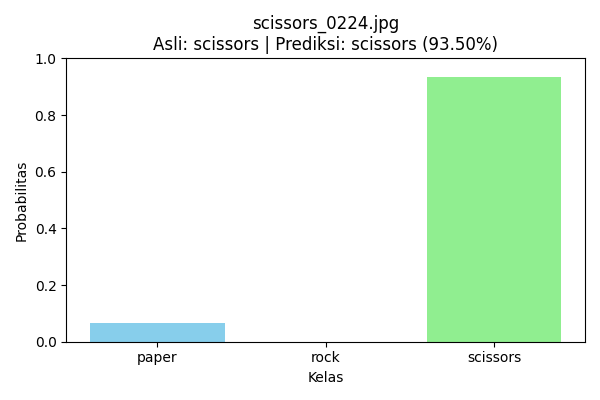 scissors_0224.jpg
Asli: scissors | Prediksi: scissors (93.50%)
1.0
0.8
0.6
0.4
0.2
0.0
Probabilitas
paper rock scissors
Kelas